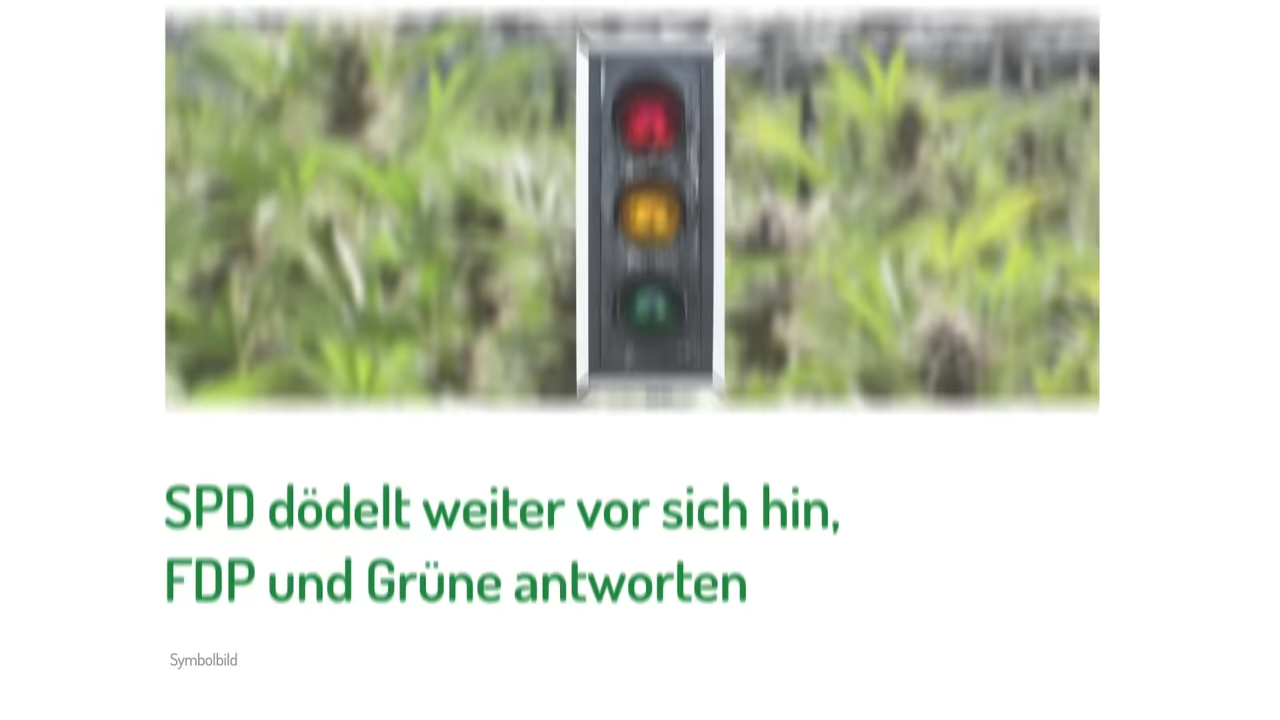 SPD dödelt weiter vor sich hin,
FDP und Grüne antworten
Symbolbild